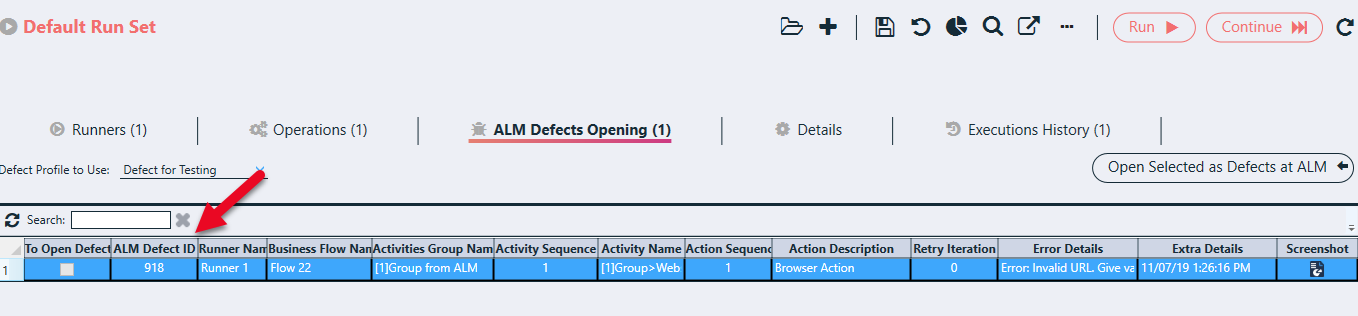 Default Run Set
Run
Continue
Runners (1)
Operations (1)
ALM Defects Opening (1)
Details
Executions History (1)
Defect Profile to Use: Defect for Testing
Open Selected as Defects at ALM
Search:
To Open Defect ALM Defect ID Runner Nam Business Flow Nam Activities Group Nam Activity Sequence Activity Name Action Sequenc Action Description Retry Iteration Error Details Extra Details Screenshot
1 918 Runner 1 Flow 22 [1]Group from ALM 1 [1]Group>Web 1 Browser Action 0 Error: Invalid URL. Give va 11/07/19 1:26:16 PM